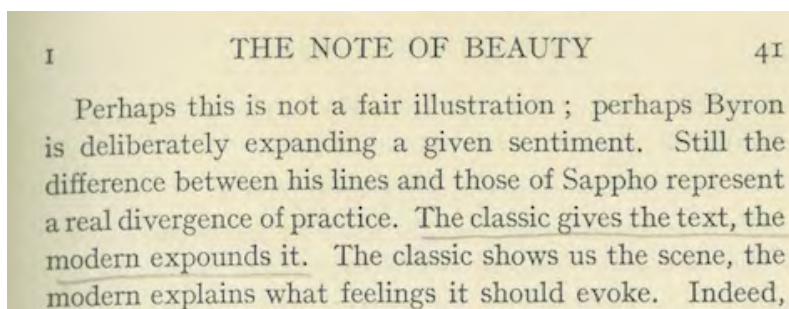 I THE NOTE OF BEAUTY 41
Perhaps this is not a fair illustration ; perhaps Byron
is deliberately expanding a given sentiment. Still the
difference between his lines and those of Sappho represent
a real divergence of practice. The classic gives the text, the
modern expounds it. The classic shows us the scene, the
modern explains what feelings it should evoke. Indeed,